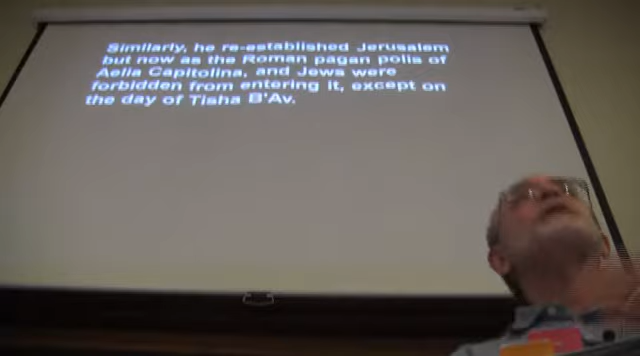 Similarly, he re-established Jerusalem
but now as the Roman pagan polis of
Aelia Capitolina, and Jews were
forbidden from entering it, except on
the day of Tisha B'Av.